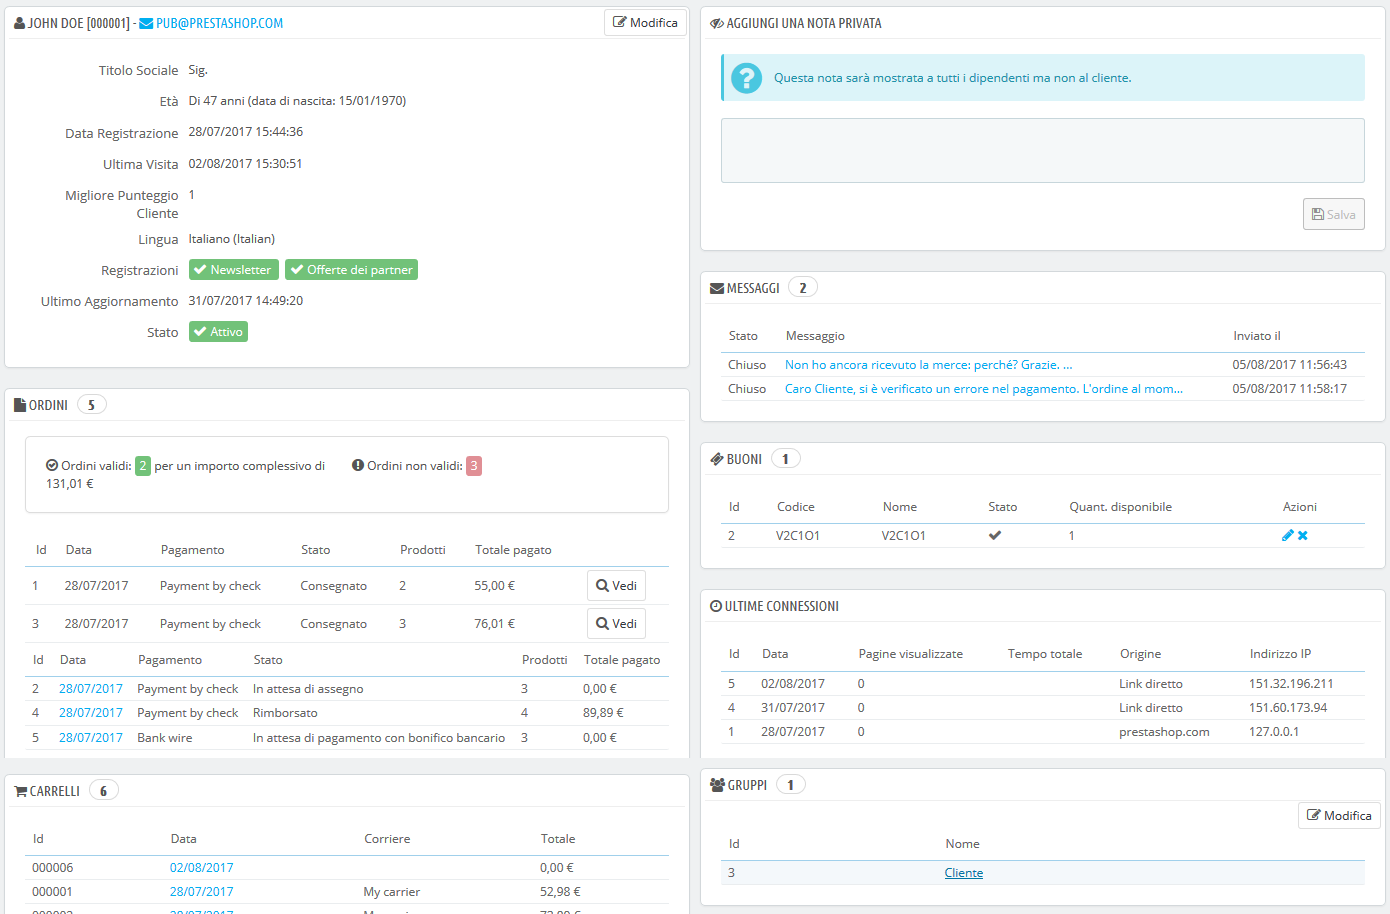 JOHN DOE [000001] - PUB@PRESTASHOP.COM Modifica
Titolo Sociale Sig.
Età Di 47 anni (data di nascita: 15/01/1970)
Data Registrazione 28/07/2017 15:44:36
Ultima Visita 02/08/2017 15:30:51
Migliore Punteggio 1
Cliente
Lingua Italiano (Italian)
Registrazioni Newsletter Offerte dei partner
Ultimo Aggiornamento 31/07/2017 14:49:20
Stato Attivo
ORDINI 5
Ordini validi: 2 per un importo complessivo di Ordini non validi: 3
131,01 €
Id Data Pagamento Stato Prodotti Totale pagato
1 28/07/2017 Payment by check Consegnato 2 55,00 € Vedi
3 28/07/2017 Payment by check Consegnato 3 76,01 € Vedi
Id Data Pagamento Stato Prodotti Totale pagato
2 28/07/2017 Payment by check In attesa di assegno 3 0,00 €
4 28/07/2017 Payment by check Rimborsato 4 89,89 €
5 28/07/2017 Bank wire In attesa di pagamento con bonifico bancario 3 0,00 €
CARRELLI 6
Id Data Corriere Totale
000006 02/08/2017 0,00 €
000001 28/07/2017 My carrier 52,98 €
AGGIUNGI UNA NOTA PRIVATA
Questa nota sarà mostrata a tutti i dipendenti ma non al cliente.
Salva
MESSAGGI 2
Stato Messaggio Inviato il
Chiuso Non ho ancora ricevuto la merce: perché? Grazie. ... 05/08/2017 11:56:43
Chiuso Caro Cliente, si è verificato un errore nel pagamento. L'ordine al mom... 05/08/2017 11:58:17
BUONI 1
Id Codice Nome Stato Quant. disponibile Azioni
2 V2C1O1 V2C1O1 1
ULTIME CONNESSIONI
Id Data Pagine visualizzate Tempo totale Origine Indirizzo IP
5 02/08/2017 0 Link diretto 151.32.196.211
4 31/07/2017 0 Link diretto 151.60.173.94
1 28/07/2017 0 prestashop.com 127.0.0.1
GRUPPI 1
Modifica
Id Nome
3 Cliente